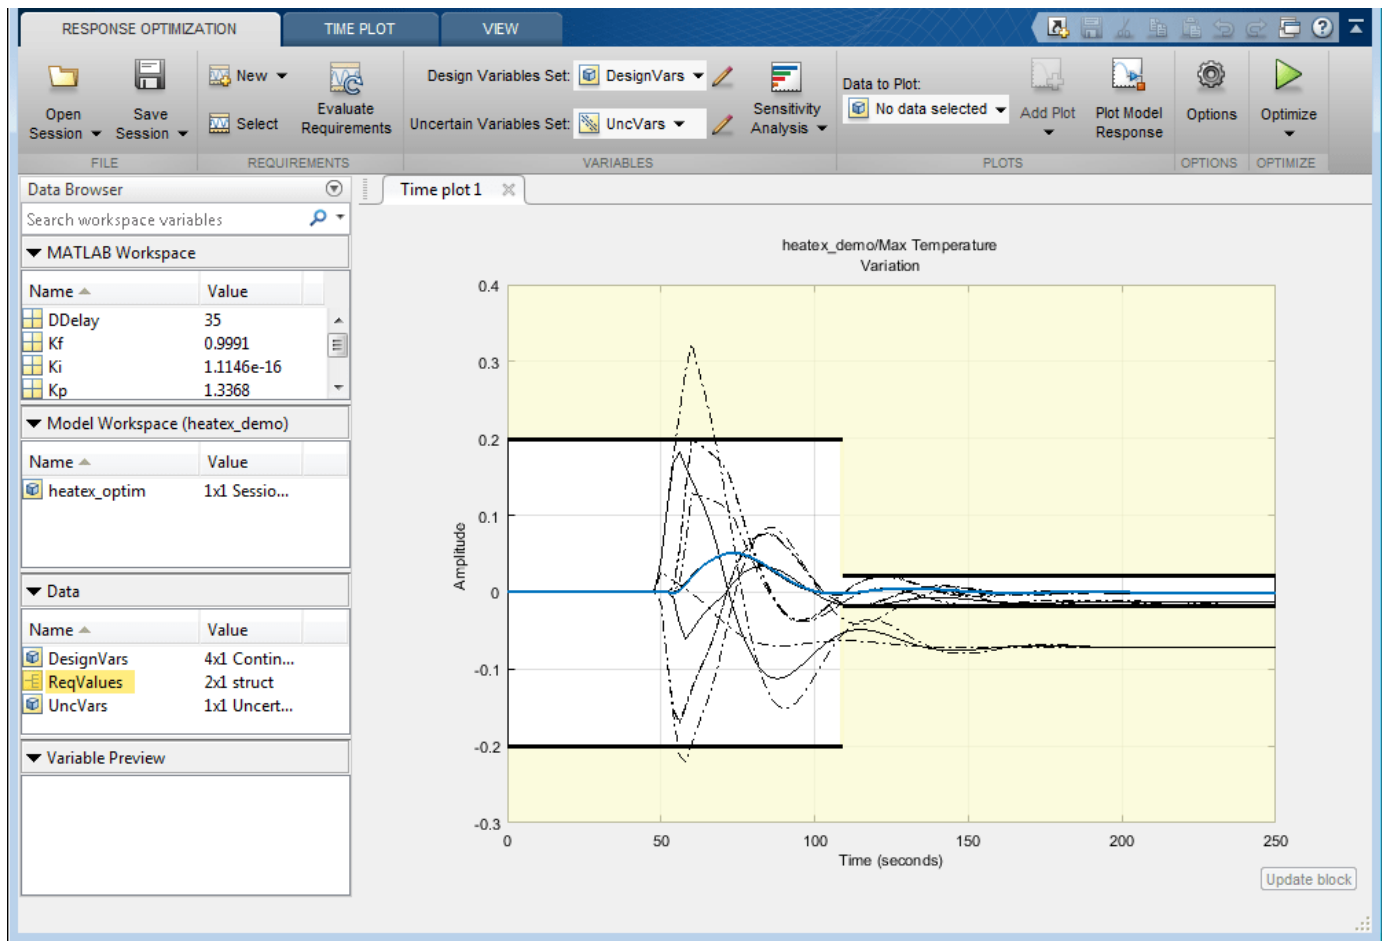 RESPONSE OPTIMIZATION TIME PLOT VIEW
Open Session Save Session New Select Evaluate Requirements
Design Variables Set: DesignVars
Uncertain Variables Set: UncVars
Sensitivity Analysis
Data to Plot:
No data selected
Add Plot Plot Model Response Options Optimize
FILE REQUIREMENTS VARIABLES PLOTS OPTIONS OPTIMIZE
Data Browser
Search workspace variables
MATLAB Workspace
Name Value
DDelay 35
Kf 0.9991
Ki 1.1146e-16
Kp 1.3368
Model Workspace (heatex_demo)
Name Value
heatex_optim 1x1 Sessio...
Data
Name Value
DesignVars 4x1 Contin...
ReqValues 2x1 struct
UncVars 1x1 Uncert...
Variable Preview
Time plot 1
heatex_demo/Max Temperature
Variation
0.4
0.3
0.2
0.1
0
-0.1
-0.2
-0.3
Amplitude
0 50 100 150 200 250
Time (seconds)
Update block